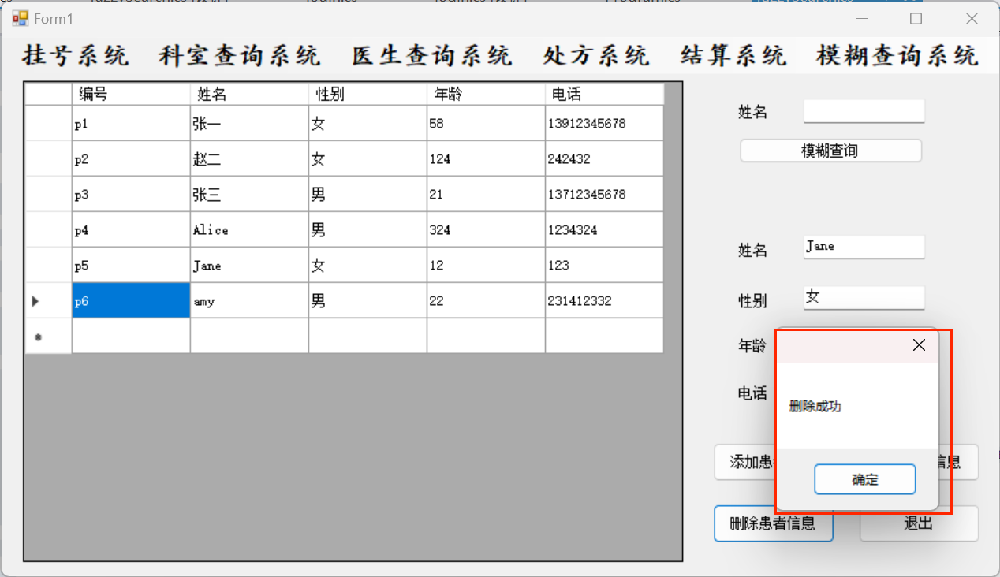 Form1
挂号系统 科室查询系统 医生查询系统 处方系统 结算系统 模糊查询系统
编号 姓名 性别 年龄 电话
p1 张一 女 58 13912345678
p2 赵二 女 124 242432
p3 张三 男 21 13712345678
p4 Alice 男 324 1234324
p5 Jane 女 12 123
p6 amy 男 22 231412332
姓名
模糊查询
姓名 Jane
性别 女
年龄
电话
删除成功
确定
添加患 信息
删除患者信息 退出